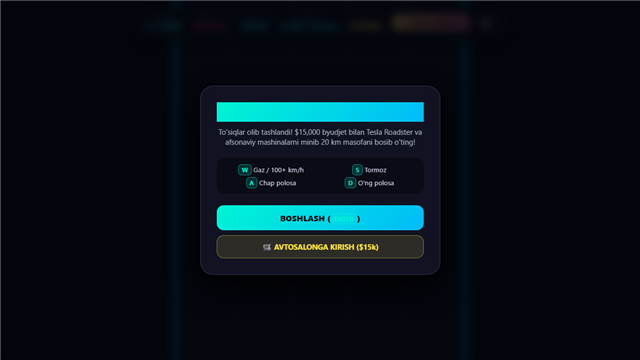 To'siqlar olib tashlandi! $15,000 byudjet bilan Tesla Roadster va
afsonaviy mashinalarni minib 20 km masofani bosib o'ting!
W Gaz / 100+ km/h
S Tormoz
A Chap polosa
D O'ng polosa
BOSHLASH ( )
AVTOSALONGA KIRISH ($15k)